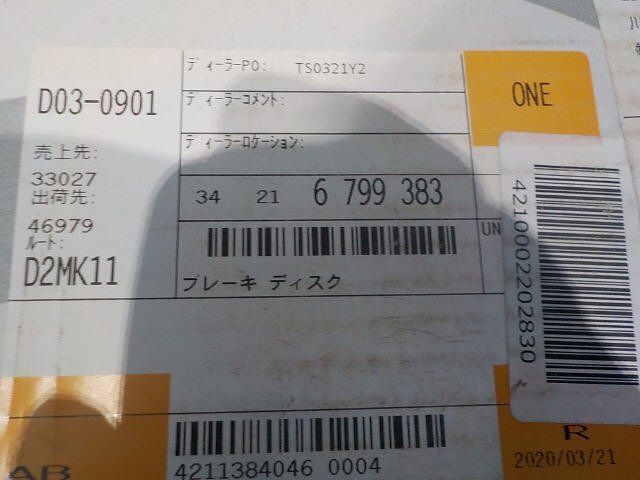 ディーラーPO: TS0321Y2
D03-0901
ディーラーコメント:
ONE
ディーラーロケーション:
売上先:
33027
出荷先:
34 21 6 799 383
46979
ルート:
UN
D2MK11
ブレーキ ディスク
4210002202830
4211384046 0004
R
2020/03/21
AB